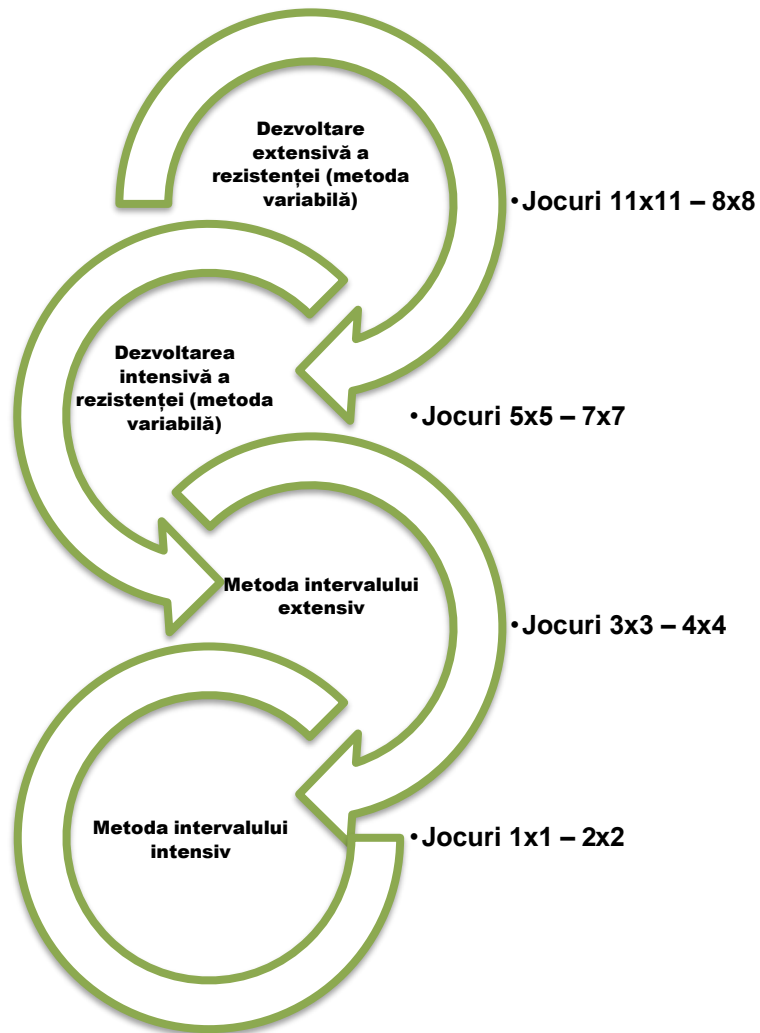 Dezvoltare
extensivă a
rezistenței (metoda
variabilă)
•Jocuri 11x11 – 8x8
Dezvoltarea
intensivă a
rezistenței (metoda
variabilă)
•Jocuri 5x5 – 7x7
Metoda intervalului
extensiv
•Jocuri 3x3 – 4x4
Metoda intervalului
intensiv
•Jocuri 1x1 – 2x2